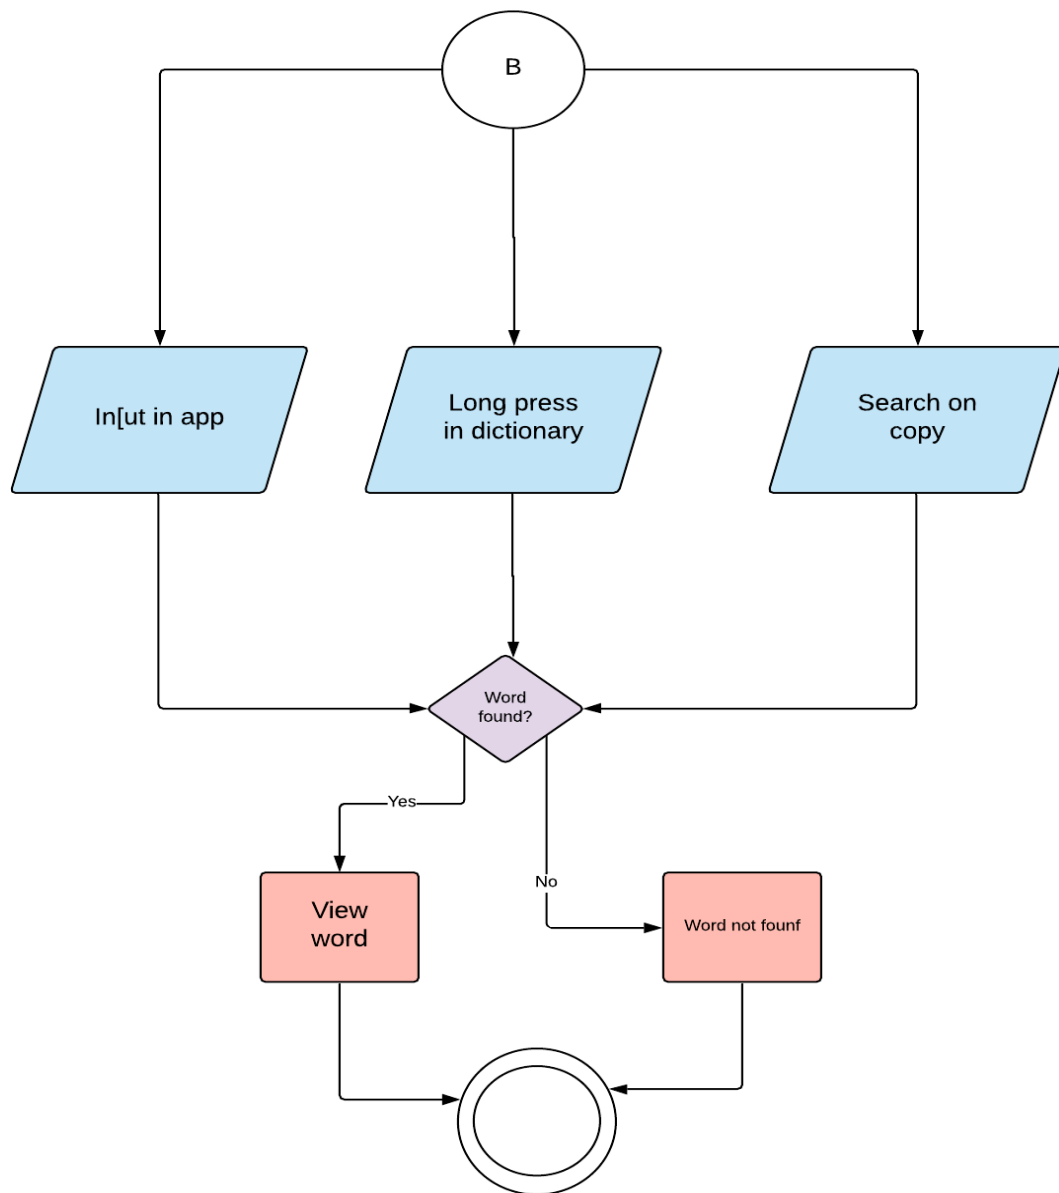 B
In[ut in app
Long press
in dictionary
Search on
copy
Word
found?
Yes
No
View
word
Word not founf